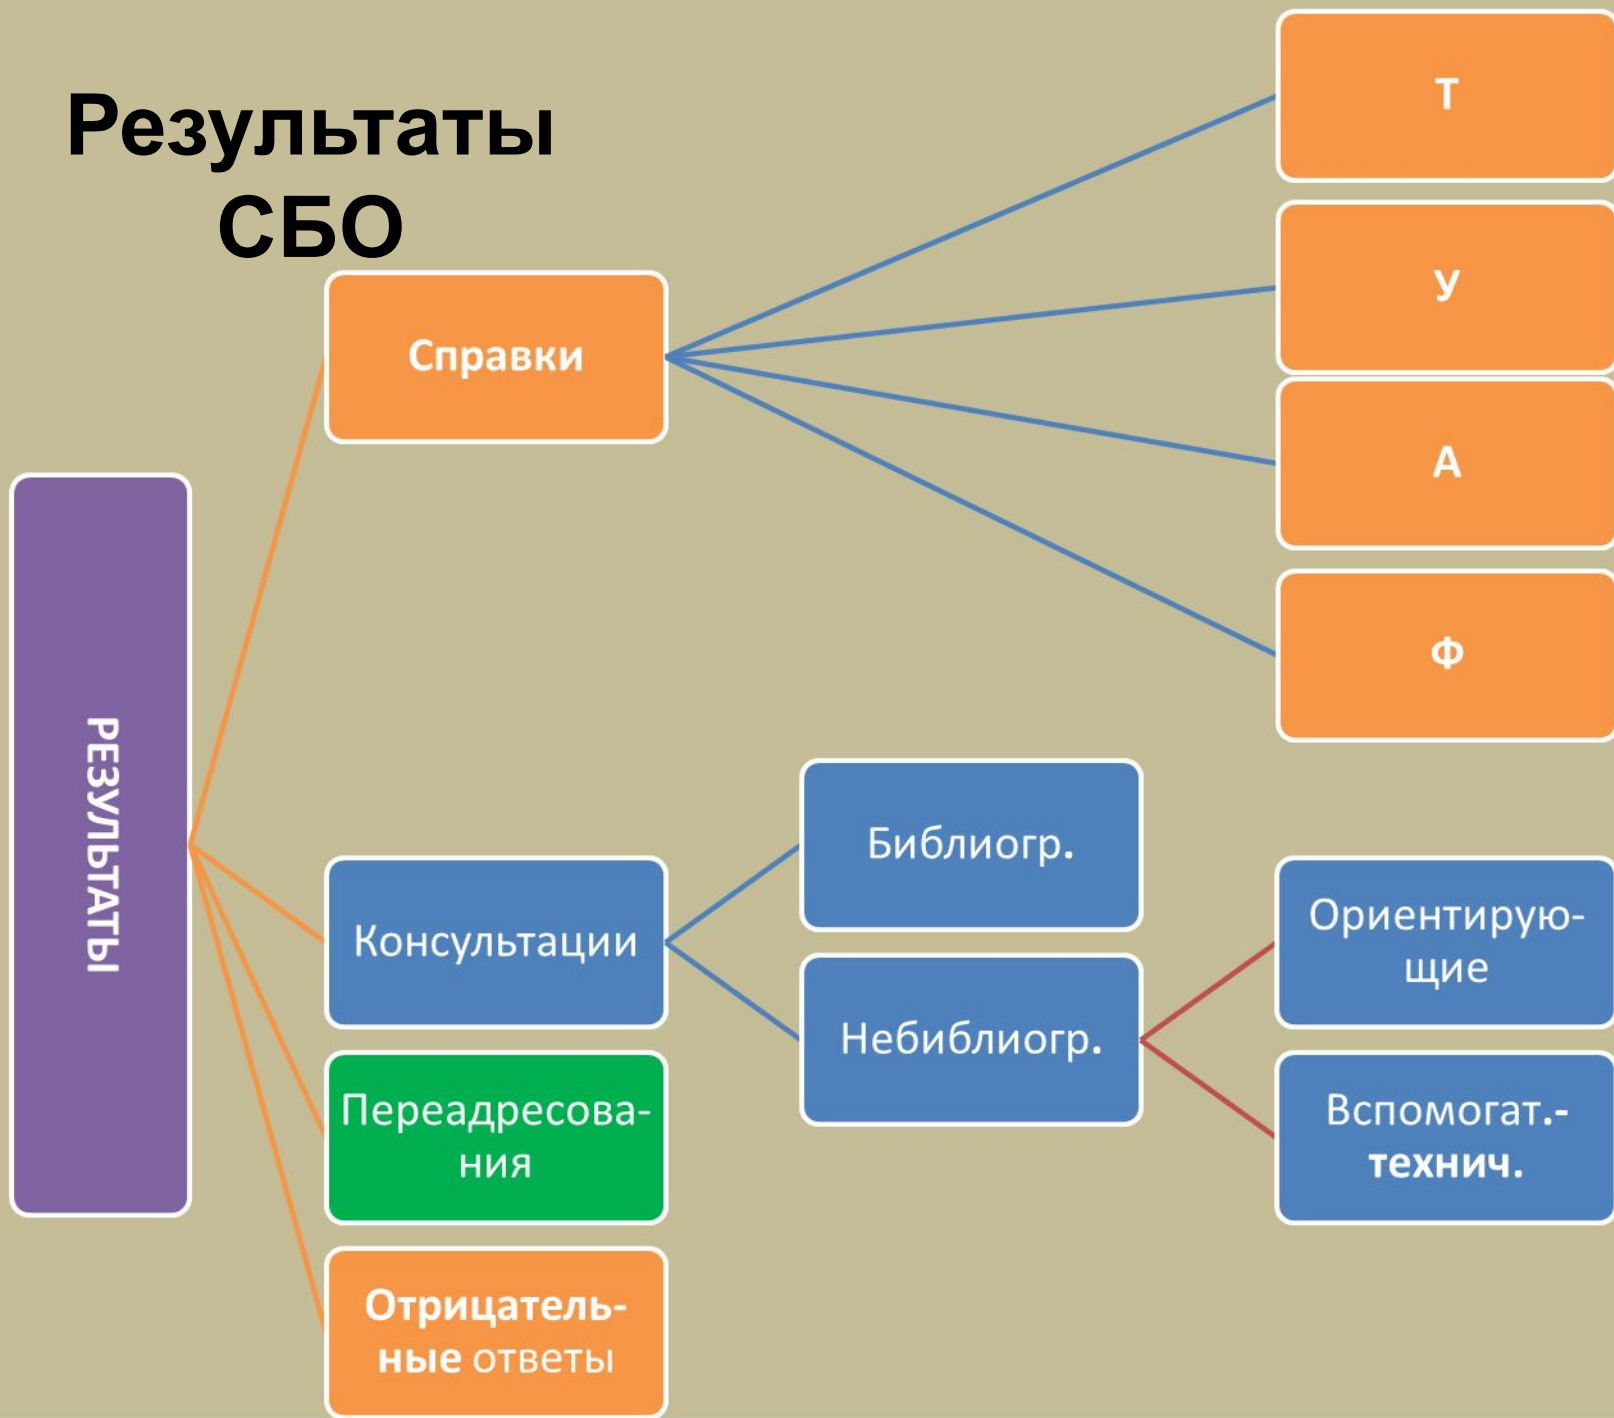 Результаты
СБО
РЕЗУЛЬТАТЫ
Справки
Т
У
А
Ф
Консультации
Библиогр.
Небиблиогр.
Ориентирую-
щие
Вспомогат.-
технич.
Переадресова-
ния
Отрицатель-
ные ответы